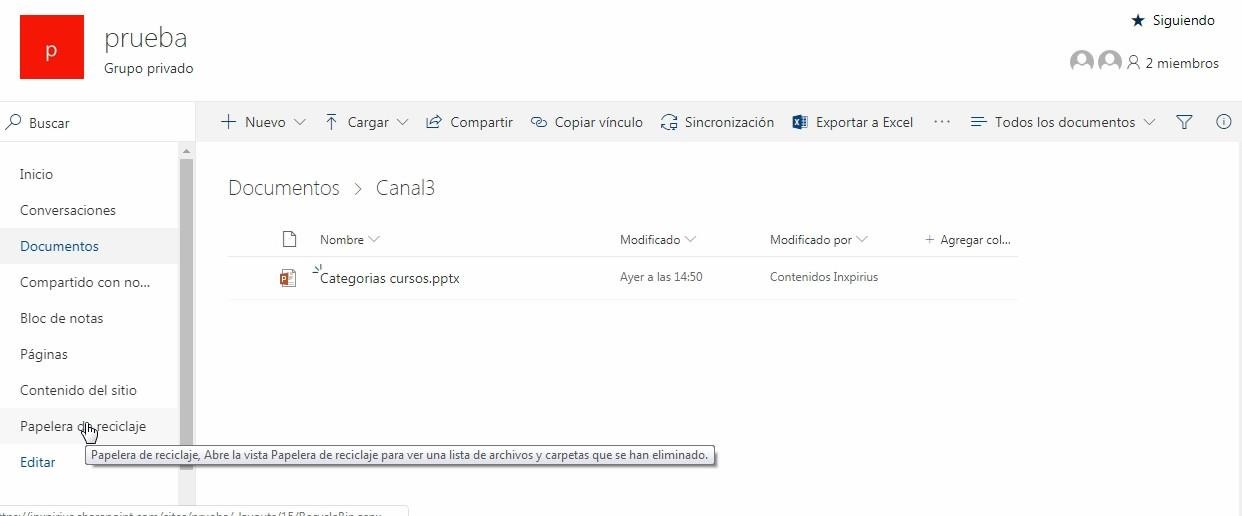 p
prueba
Grupo privado
Siguiendo
2 miembros
Buscar
Nuevo
Cargar
Compartir
Copiar vínculo
Sincronización
Exportar a Excel
...
Todos los documentos
Inicio
Conversaciones
Documentos
Compartido con no...
Bloc de notas
Páginas
Contenido del sitio
Papelera de reciclaje
Editar
Documentos > Canal3
Nombre
Modificado
Modificado por
+ Agregar col...
Categorias cursos.pptx
Ayer a las 14:50
Contenidos Inxpirius
Papelera de reciclaje, Abre la vista Papelera de reciclaje para ver una lista de archivos y carpetas que se han eliminado.